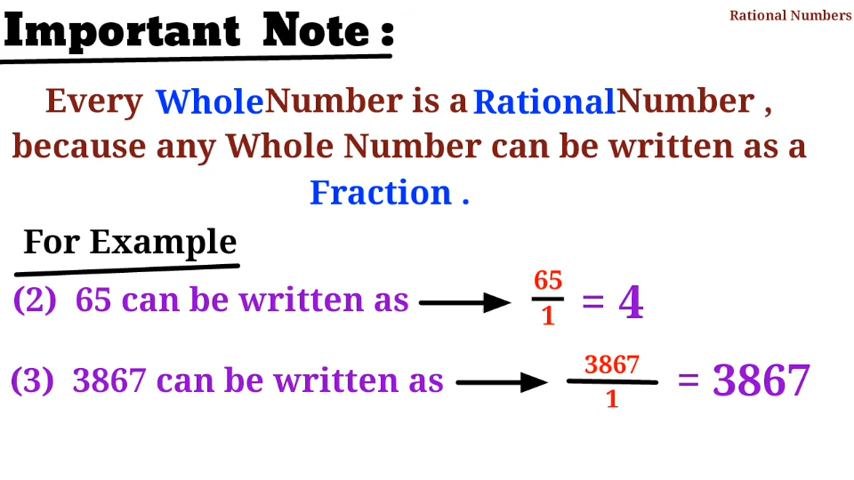 Rational Numbers
Important Note :
Every Whole Number is a Rational Number ,
because any Whole Number can be written as a
Fraction .
For Example
(2) 65 can be written as → 65/1 = 4
(3) 3867 can be written as → 3867/1 = 3867